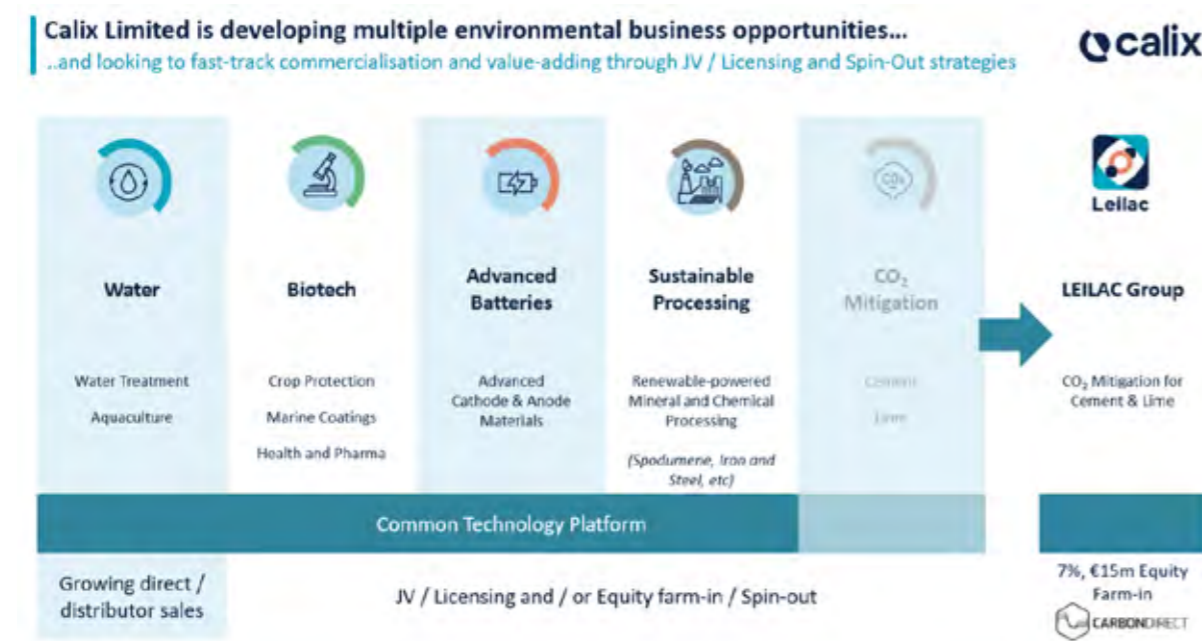 Calix Limited is developing multiple environmental business opportunities...
..and looking to fast-track commercialisation and value-adding through JV / Licensing and Spin-Out strategies
calix
CO₂
Leilac
Water
Biotech
Advanced
Batteries
Sustainable
Processing
CO₂
Mitigation
LEILAC Group
Water Treatment
Aquaculture
Crop Protection
Marine Coatings
Health and Pharma
Advanced
Cathode & Anode
Materials
Renewable-powered
Mineral and Chemical
Processing
(Spodumene, Iron and
Steel, etc)
Cement
Lime
CO₂ Mitigation for
Cement & Lime
Common Technology Platform
Growing direct /
distributor sales
JV / Licensing and / or Equity farm-in / Spin-out
7%, €15m Equity
Farm-in
CARBONDIRECT